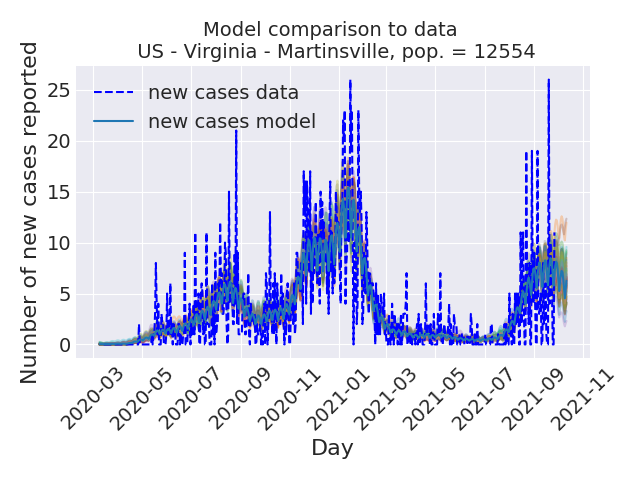 Model comparison to data
US - Virginia - Martinsville, pop. = 12554
Number of new cases reported
25
20
15
10
5
0
new cases data
new cases model
2020-03
2020-05
2020-07
2020-09
2020-11
2021-01
2021-03
2021-05
2021-07
2021-09
2021-11
Day